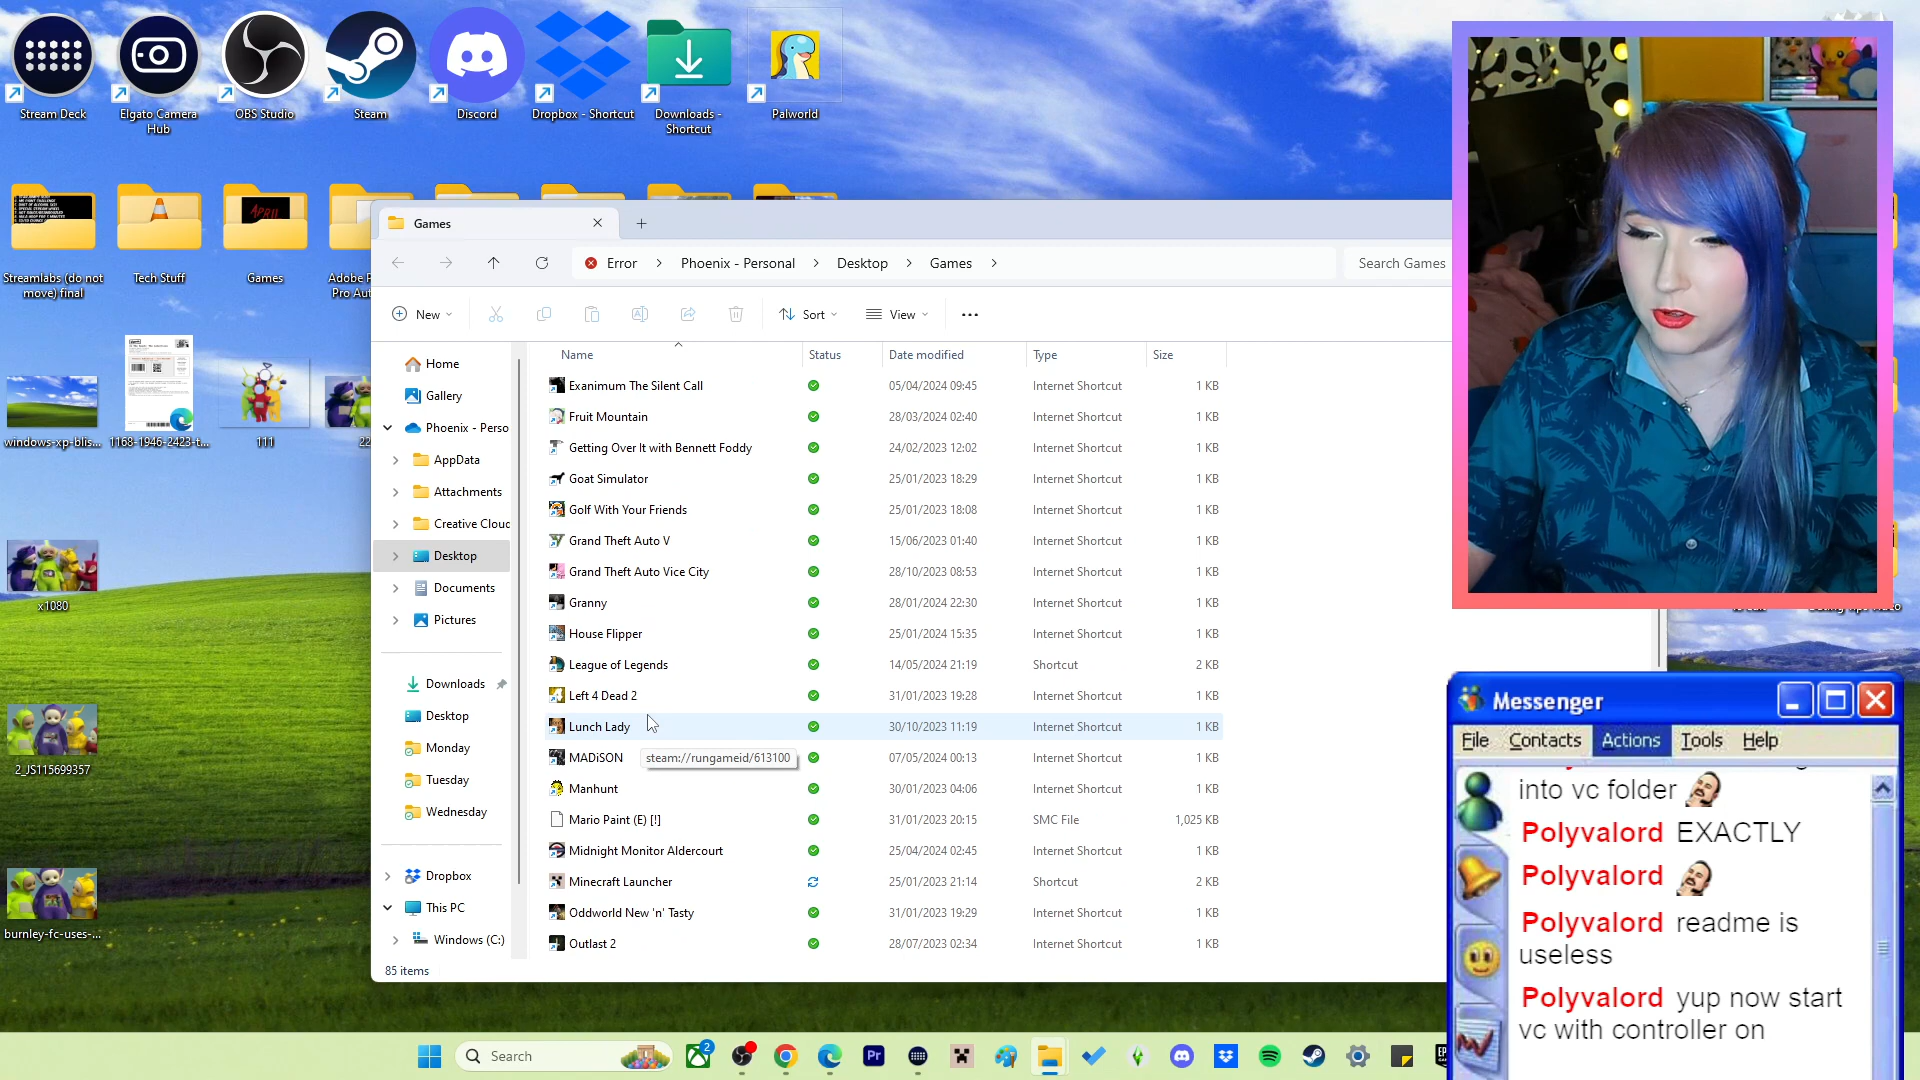 Stream Deck
Elgato Camera Hub
OBS Studio
Steam
Discord
Dropbox - Shortcut
Downloads - Shortcut
Palworld
Streamlabs (do not move) final
Tech Stuff
APRIL
Games
windows-xp-blis...
1168-1946-2423-t...
111
x1080
2_JS115699357
burnley-fc-uses-...
Games
Error > Phoenix - Personal > Desktop > Games >
Search Games
New
Sort
View
Home
Gallery
Phoenix - Perso
AppData
Attachments
Creative Cloud
Desktop
Documents
Pictures
Downloads
Desktop
Monday
Tuesday
Wednesday
Dropbox
This PC
Windows (C:)
Name Status Date modified Type Size
Exanimum The Silent Call 05/04/2024 09:45 Internet Shortcut 1 KB
Fruit Mountain 28/03/2024 02:40 Internet Shortcut 1 KB
Getting Over It with Bennett Foddy 24/02/2023 12:02 Internet Shortcut 1 KB
Goat Simulator 25/01/2023 18:29 Internet Shortcut 1 KB
Golf With Your Friends 25/01/2023 18:08 Internet Shortcut 1 KB
Grand Theft Auto V 15/06/2023 01:40 Internet Shortcut 1 KB
Grand Theft Auto Vice City 28/10/2023 08:53 Internet Shortcut 1 KB
Granny 28/01/2024 22:30 Internet Shortcut 1 KB
House Flipper 25/01/2024 15:35 Internet Shortcut 1 KB
League of Legends 14/05/2024 21:19 Shortcut 2 KB
Left 4 Dead 2 31/01/2023 19:28 Internet Shortcut 1 KB
Lunch Lady 30/10/2023 11:19 Internet Shortcut 1 KB
MADiSON steam://rungameid/613100 07/05/2024 00:13 Internet Shortcut 1 KB
Manhunt 30/01/2023 04:06 Internet Shortcut 1 KB
Mario Paint (E) [!] 31/01/2023 20:15 SMC File 1,025 KB
Midnight Monitor Aldercourt 25/04/2024 02:45 Internet Shortcut 1 KB
Minecraft Launcher 25/01/2023 21:14 Shortcut 2 KB
Oddworld New 'n' Tasty 31/01/2023 19:29 Internet Shortcut 1 KB
Outlast 2 28/07/2023 02:34 Internet Shortcut 1 KB
85 items
Messenger
File Contacts Actions Tools Help
into vc folder
Polyvalord EXACTLY
Polyvalord
Polyvalord readme is
useless
Polyvalord yup now start
vc with controller on
Search
2
Pr